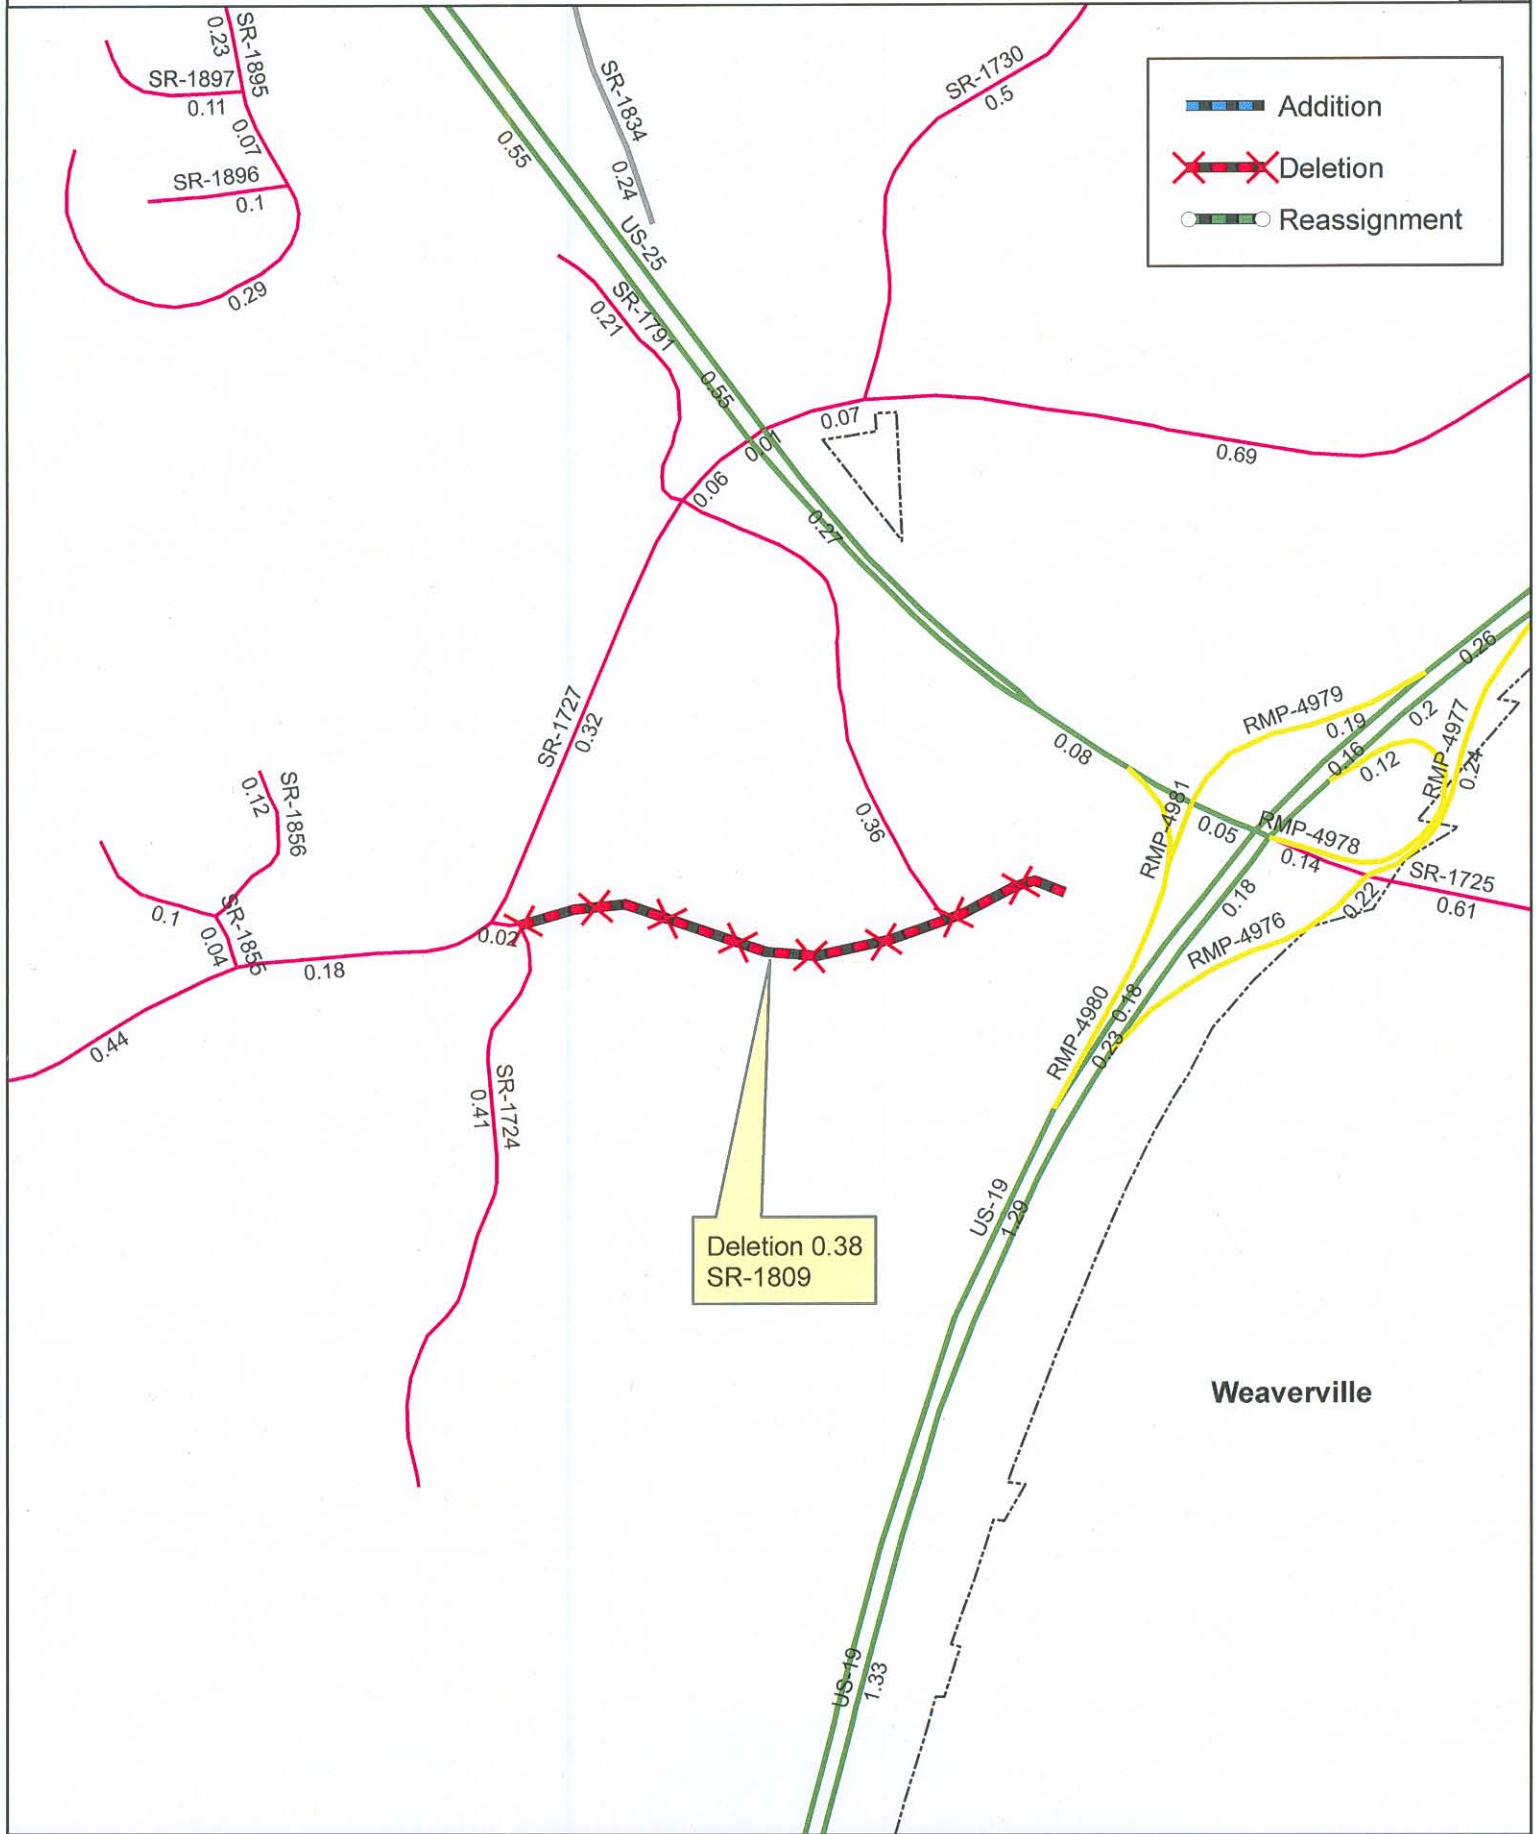 SR-1895
0.23
SR-1897
0.11
0.07
SR-1896
0.1
0.29
SR-1834
0.24
0.55
US-25
SR-1730
0.5
Addition
Deletion
Reassignment
SR-1791
0.21
0.55
0.07
0.07
0.69
0.06
0.27
SR-1727
0.32
0.08
0.36
RMP-4979
0.19
0.26
0.2
RMP-4977
0.24
0.16
0.12
RMP-4981
0.05
RMP-4978
0.14
SR-1725
0.61
0.22
0.18
RMP-4976
SR-1856
0.12
0.1
SR-1855
0.04
0.18
0.44
0.02
SR-1724
0.41
RMP-4980
0.18
0.23
US-19
1.29
Deletion 0.38
SR-1809
Weaverville
US-19
1.33